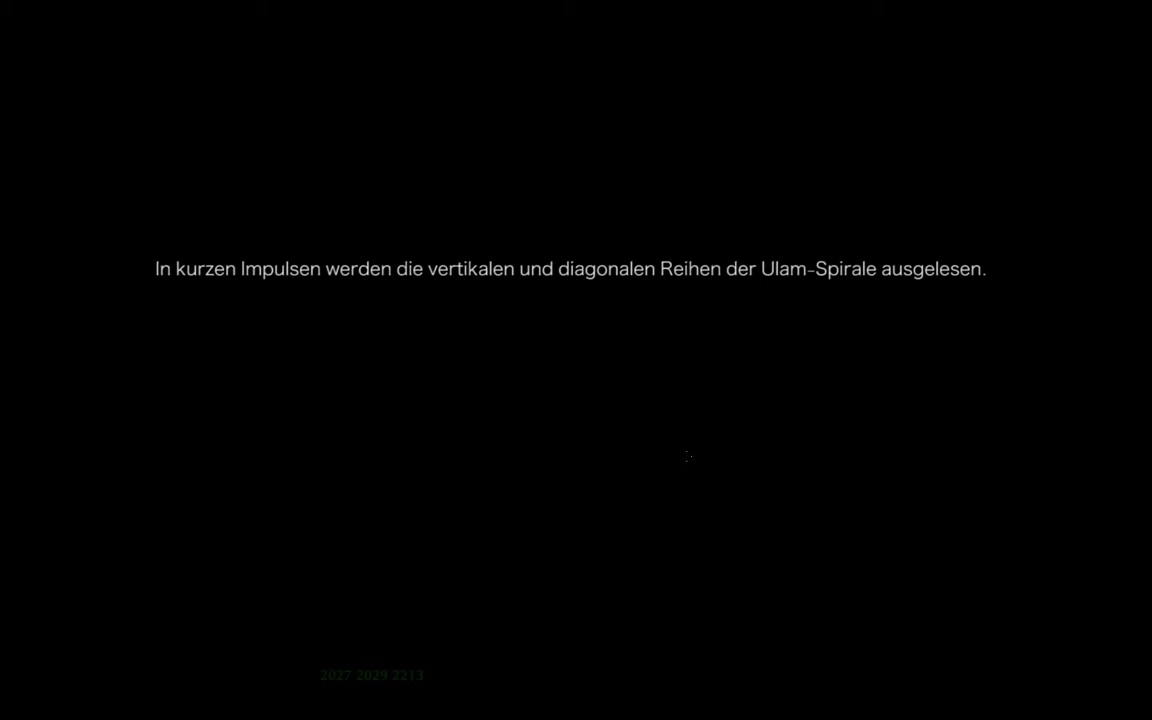 In kurzen Impulsen werden die vertikalen und diagonalen Reihen der Ulam-Spirale ausgelesen.
2027 2029 2213